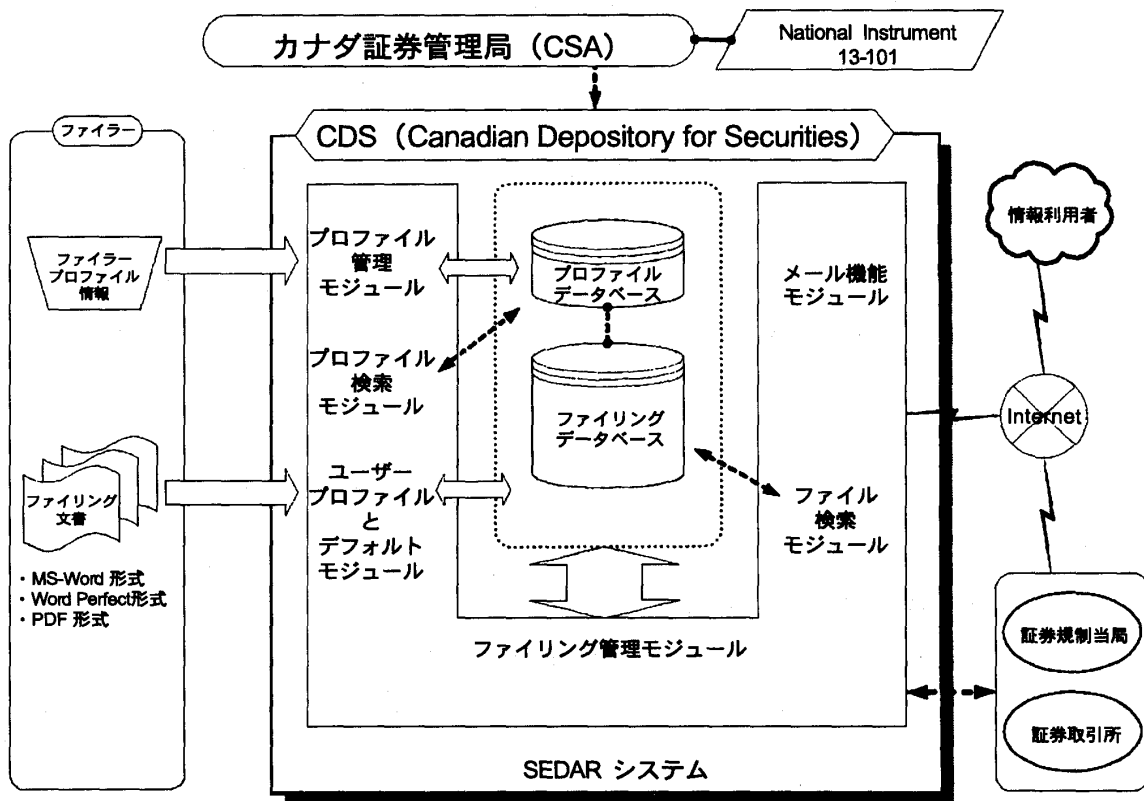 カナダ証券管理局（CSA）
National Instrument
13-101
ファイラー
CDS（Canadian Depository for Securities）
ファイラー
プロファイル
情報
プロファイル
管理
モジュール
プロファイル
データベース
メール機能
モジュール
情報利用者
プロファイル
検索
モジュール
ファイリング
データベース
Internet
ファイリング
文書
ユーザー
プロファイル
と
デフォルト
モジュール
ファイル
検索
モジュール
・MS-Word 形式
・Word Perfect形式
・PDF 形式
ファイリング管理モジュール
証券規制当局
証券取引所
SEDAR システム